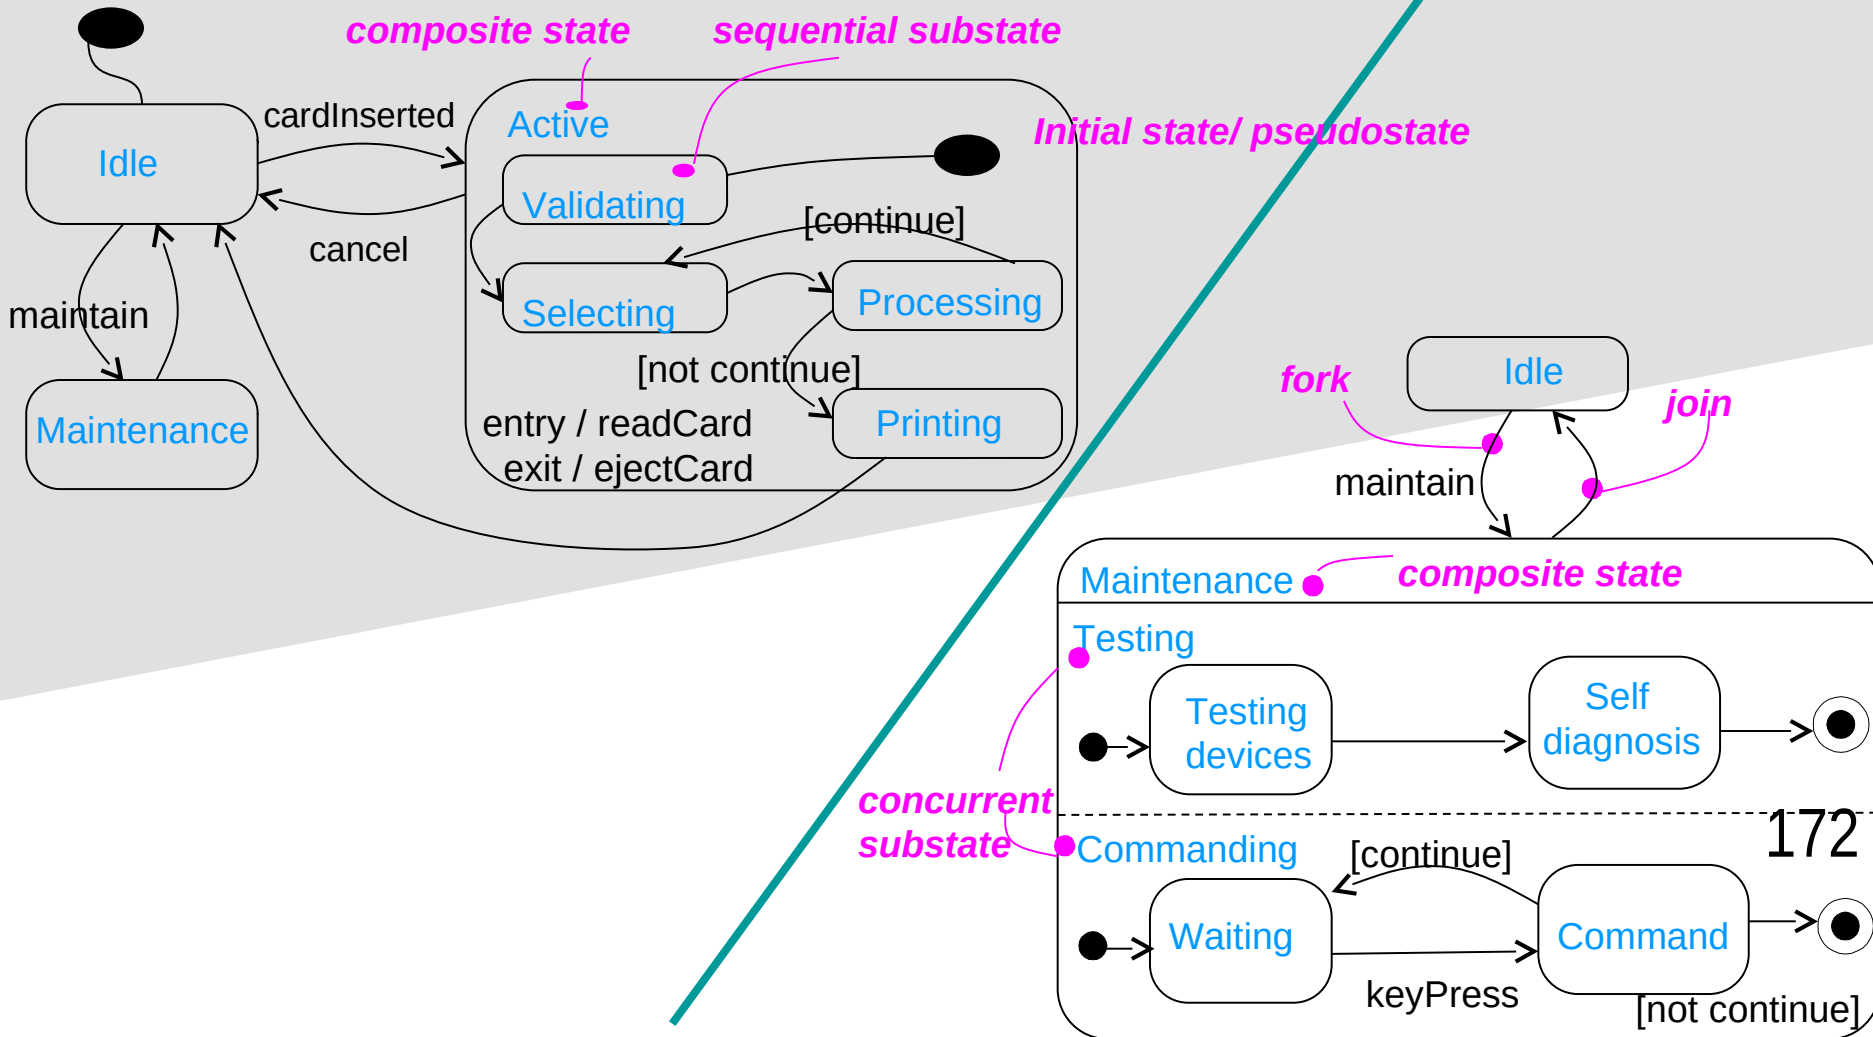 composite state
sequential substate
cardInserted
Active
Initial state/ pseudostate
Idle
Validating
[continue]
cancel
Selecting
Processing
maintain
[not continue]
Maintenance
entry / readCard
Printing
exit / ejectCard
Idle
fork
join
maintain
Maintenance
composite state
Testing
Testing
devices
Self
diagnosis
concurrent
substate
172
Commanding
[continue]
Waiting
Command
keyPress
[not continue]